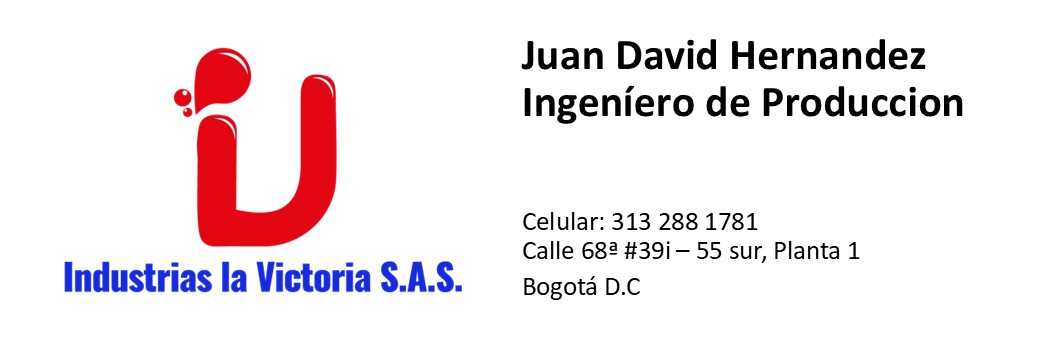 Juan David Hernandez
Ingeníero de Produccion
Celular: 313 288 1781
Calle 68ª #39i – 55 sur, Planta 1
Bogotá D.C
Industrias la Victoria S.A.S.